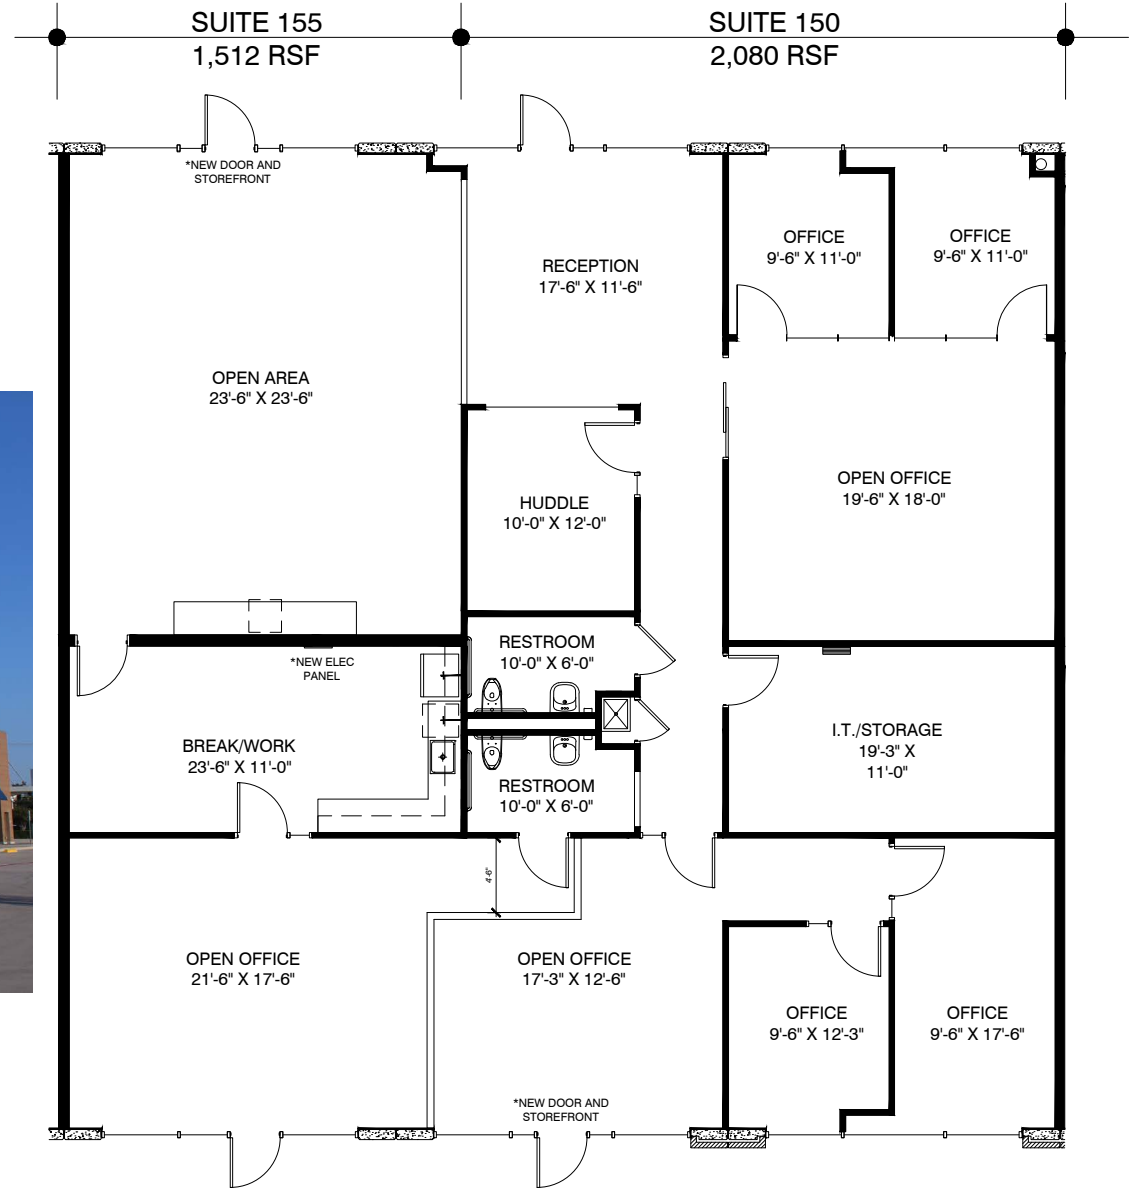 SUITE 155
1,512 RSF
SUITE 150
2,080 RSF
*NEW DOOR AND
STOREFRONT
OFFICE
9'-6" X 11'-0"
OFFICE
9'-6" X 11'-0"
RECEPTION
17'-6" X 11'-6"
OPEN AREA
23'-6" X 23'-6"
HUDDLE
10'-0" X 12'-0"
OPEN OFFICE
19'-6" X 18'-0"
RESTROOM
10'-0" X 6'-0"
*NEW ELEC
PANEL
BREAK/WORK
23'-6" X 11'-0"
I.T./STORAGE
19'-3" X
11'-0"
RESTROOM
10'-0" X 6'-0"
4'-6"
OPEN OFFICE
21'-6" X 17'-6"
OPEN OFFICE
17'-3" X 12'-6"
OFFICE
9'-6" X 12'-3"
OFFICE
9'-6" X 17'-6"
*NEW DOOR AND
STOREFRONT